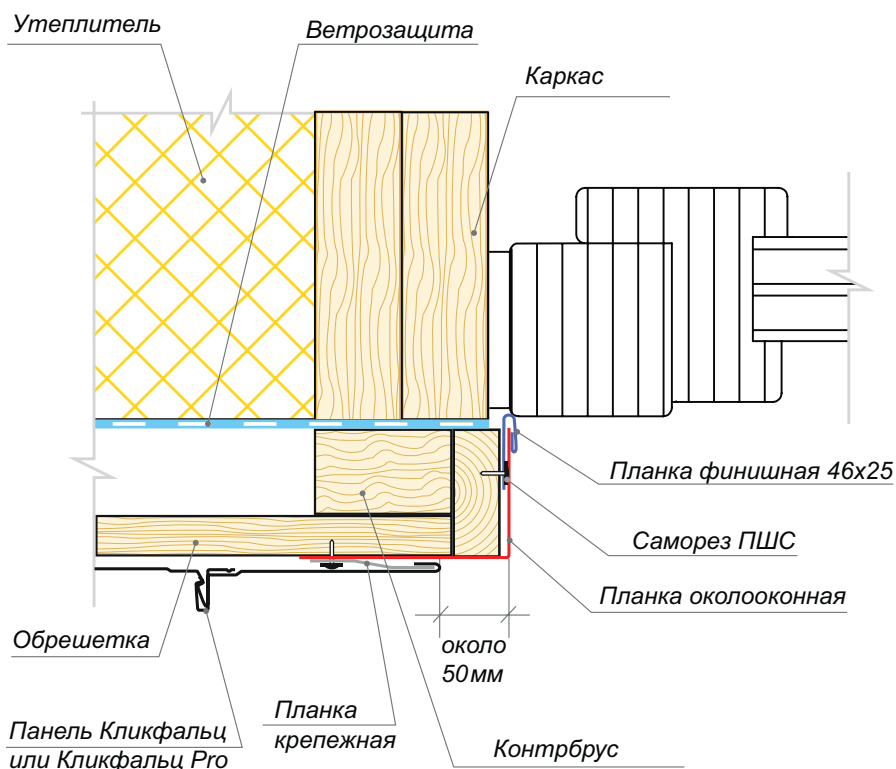 Утеплитель
Ветрозащита
Каркас
Планка финишная 46x25
Саморез ПШС
Планка околооконная
около
50мм
Обрешетка
Планка
крепежная
Панель Кликфальц
или Кликфальц Pro
Контрбрус